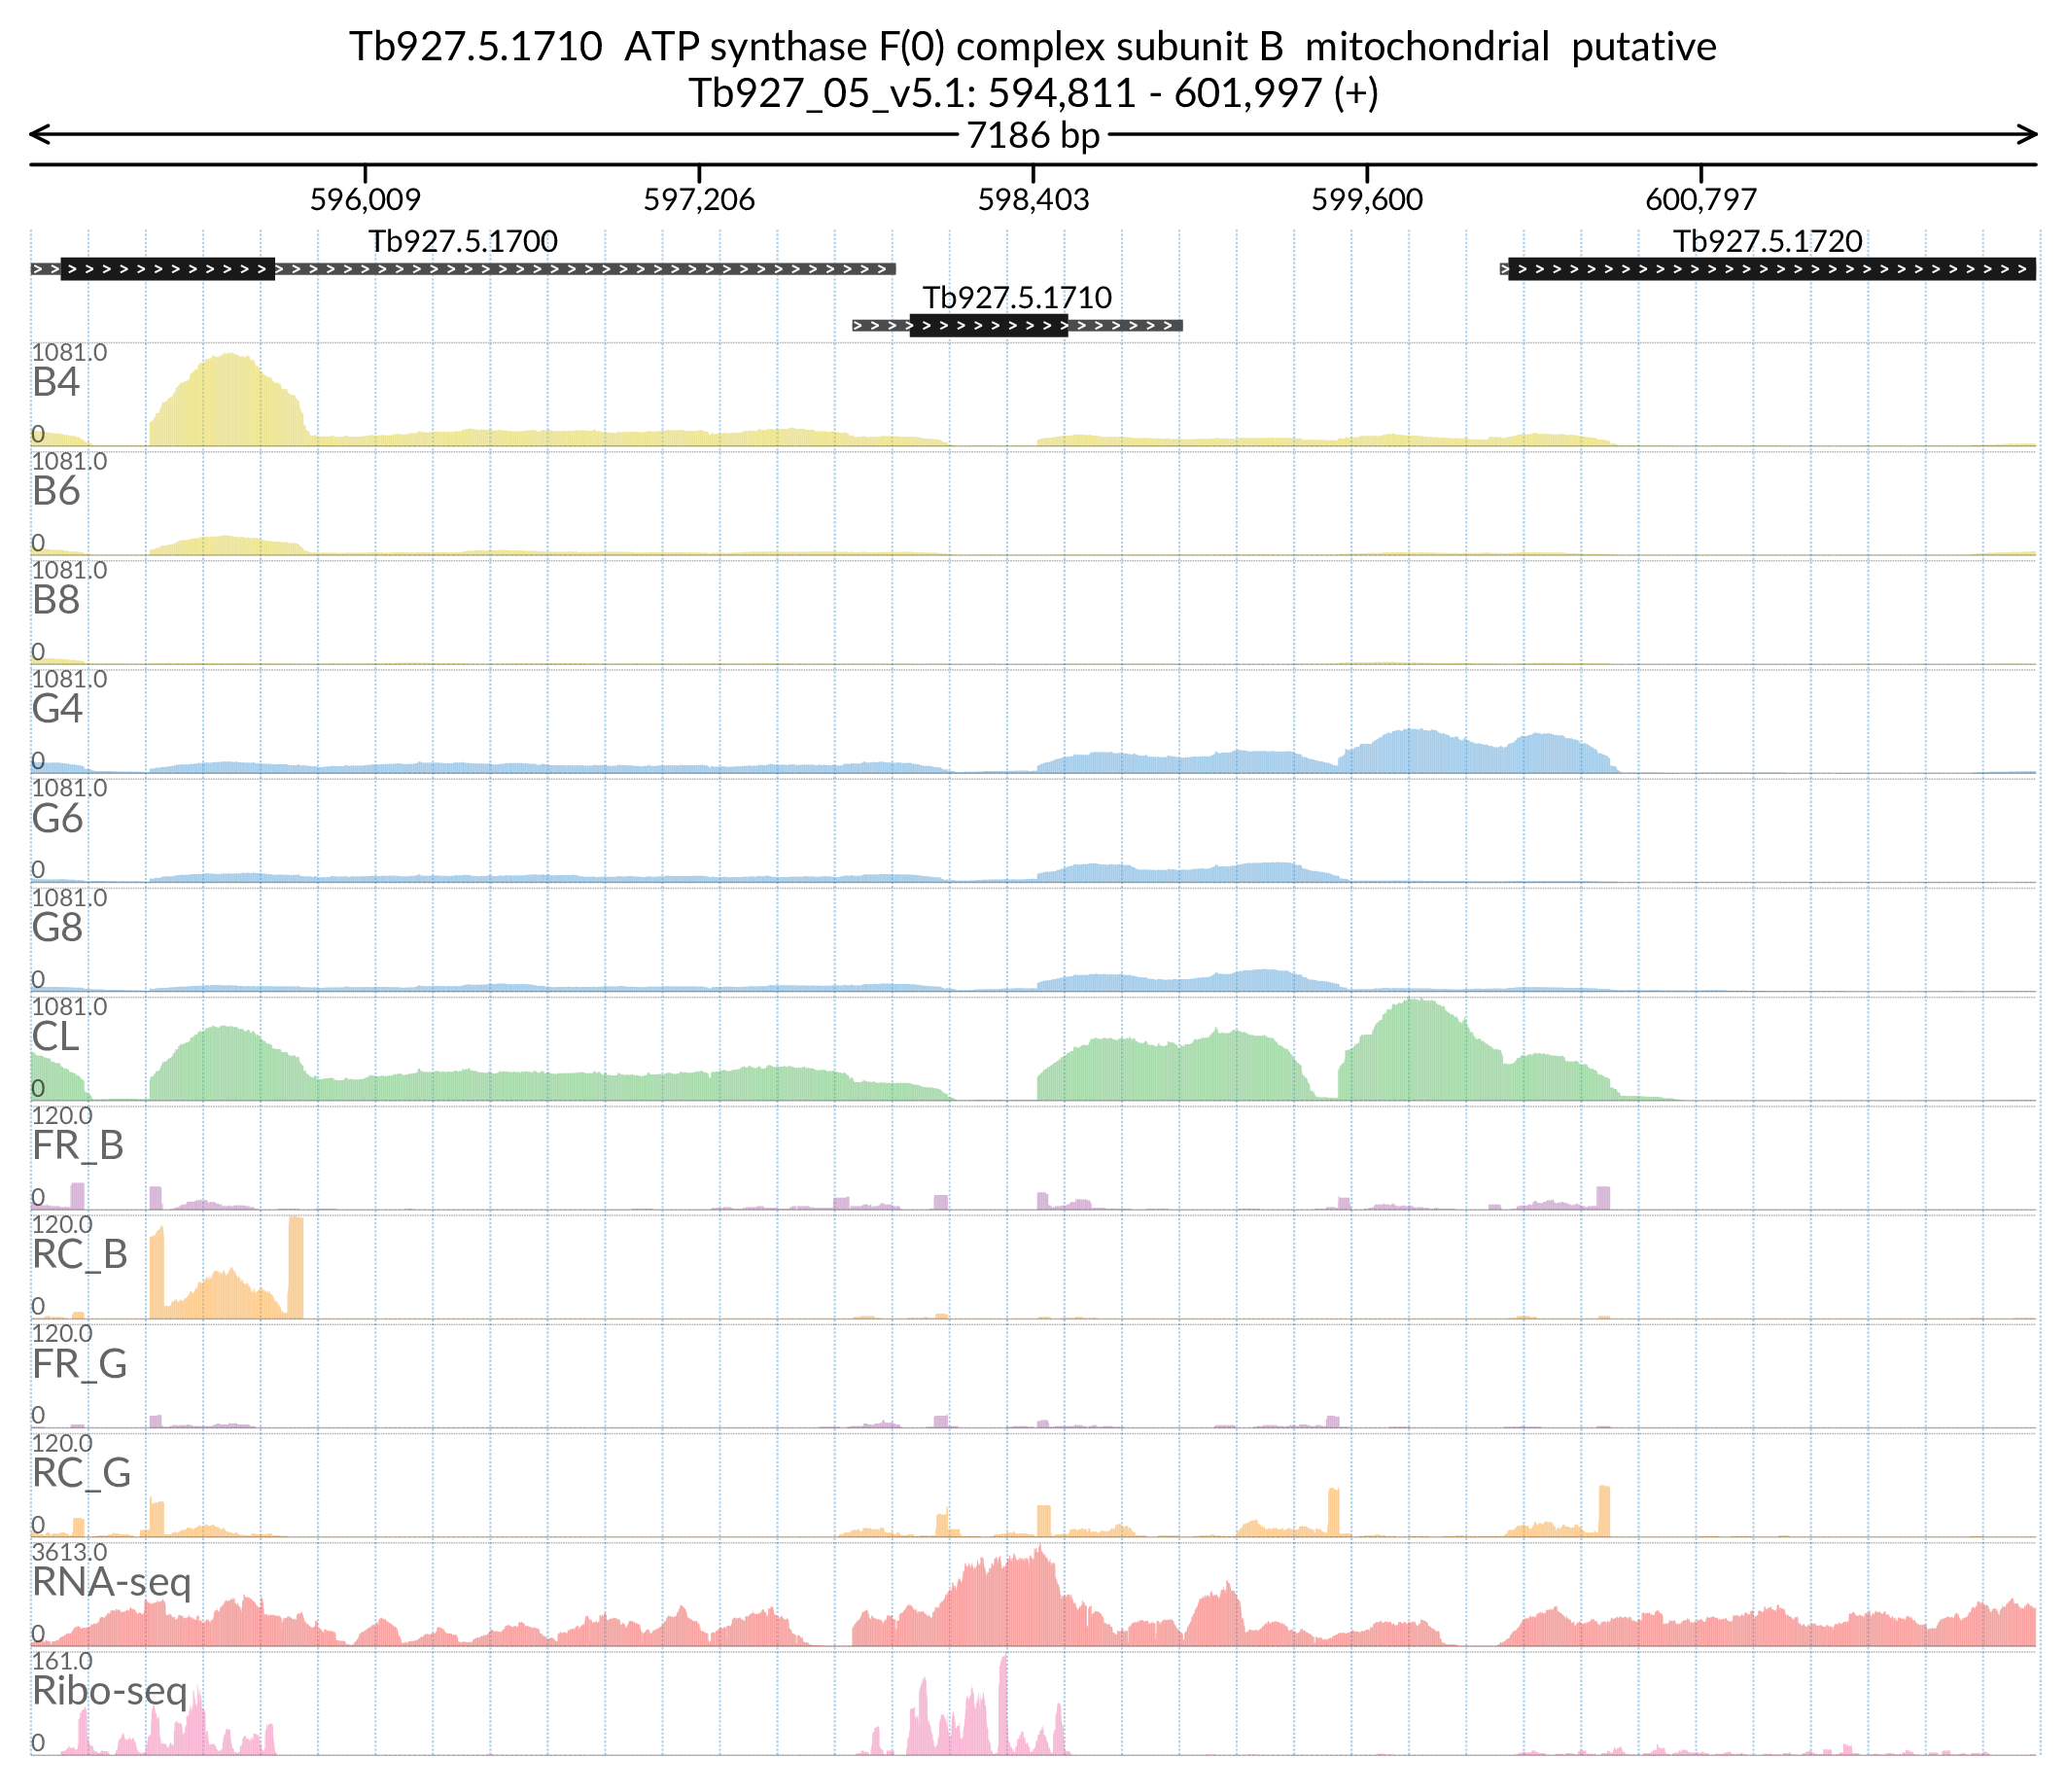 Tb927.5.1710  ATP synthase F(0) complex subunit B  mitochondrial  putative
Tb927_05_v5.1: 594,811 - 601,997 (+)
7186 bp
596,009 597,206 598,403 599,600 600,797
Tb927.5.1700 Tb927.5.1720
Tb927.5.1710
1081.0
B4
0
1081.0
B6
0
1081.0
B8
0
1081.0
G4
0
1081.0
G6
0
1081.0
G8
0
1081.0
CL
0
120.0
FR_B
0
120.0
RC_B
0
120.0
FR_G
0
120.0
RC_G
0
3613.0
RNA-seq
0
161.0
Ribo-seq
0